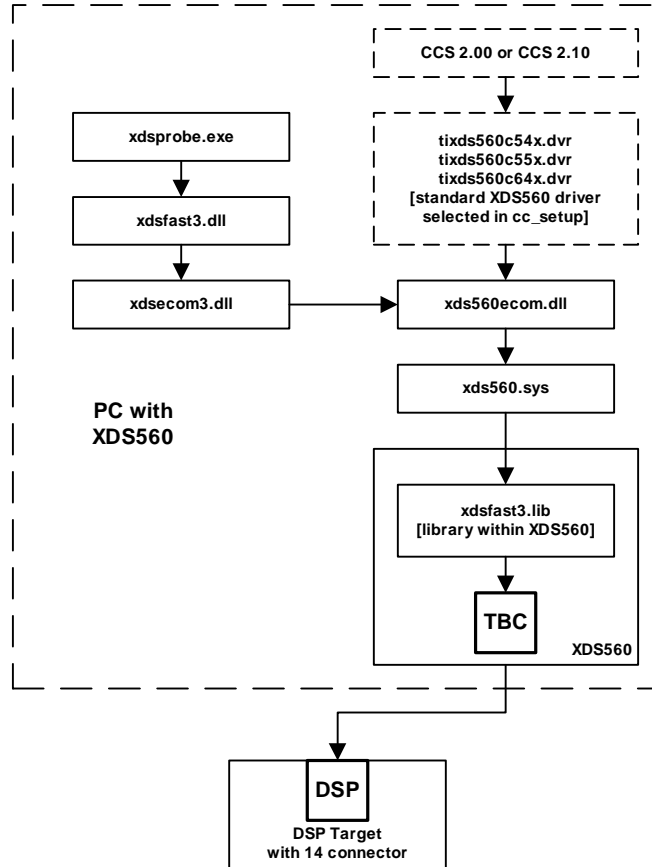 CCS 2.00 or CCS 2.10
xdsprobe.exe
tixds560c54x.dvr
tixds560c55x.dvr
tixds560c64x.dvr
[standard XDS560 driver
selected in cc_setup]
xdsfast3.dll
xdsecom3.dll
xds560ecom.dll
PC with
XDS560
xds560.sys
xdsfast3.lib
[library within XDS560]
TBC
XDS560
DSP
DSP Target
with 14 connector